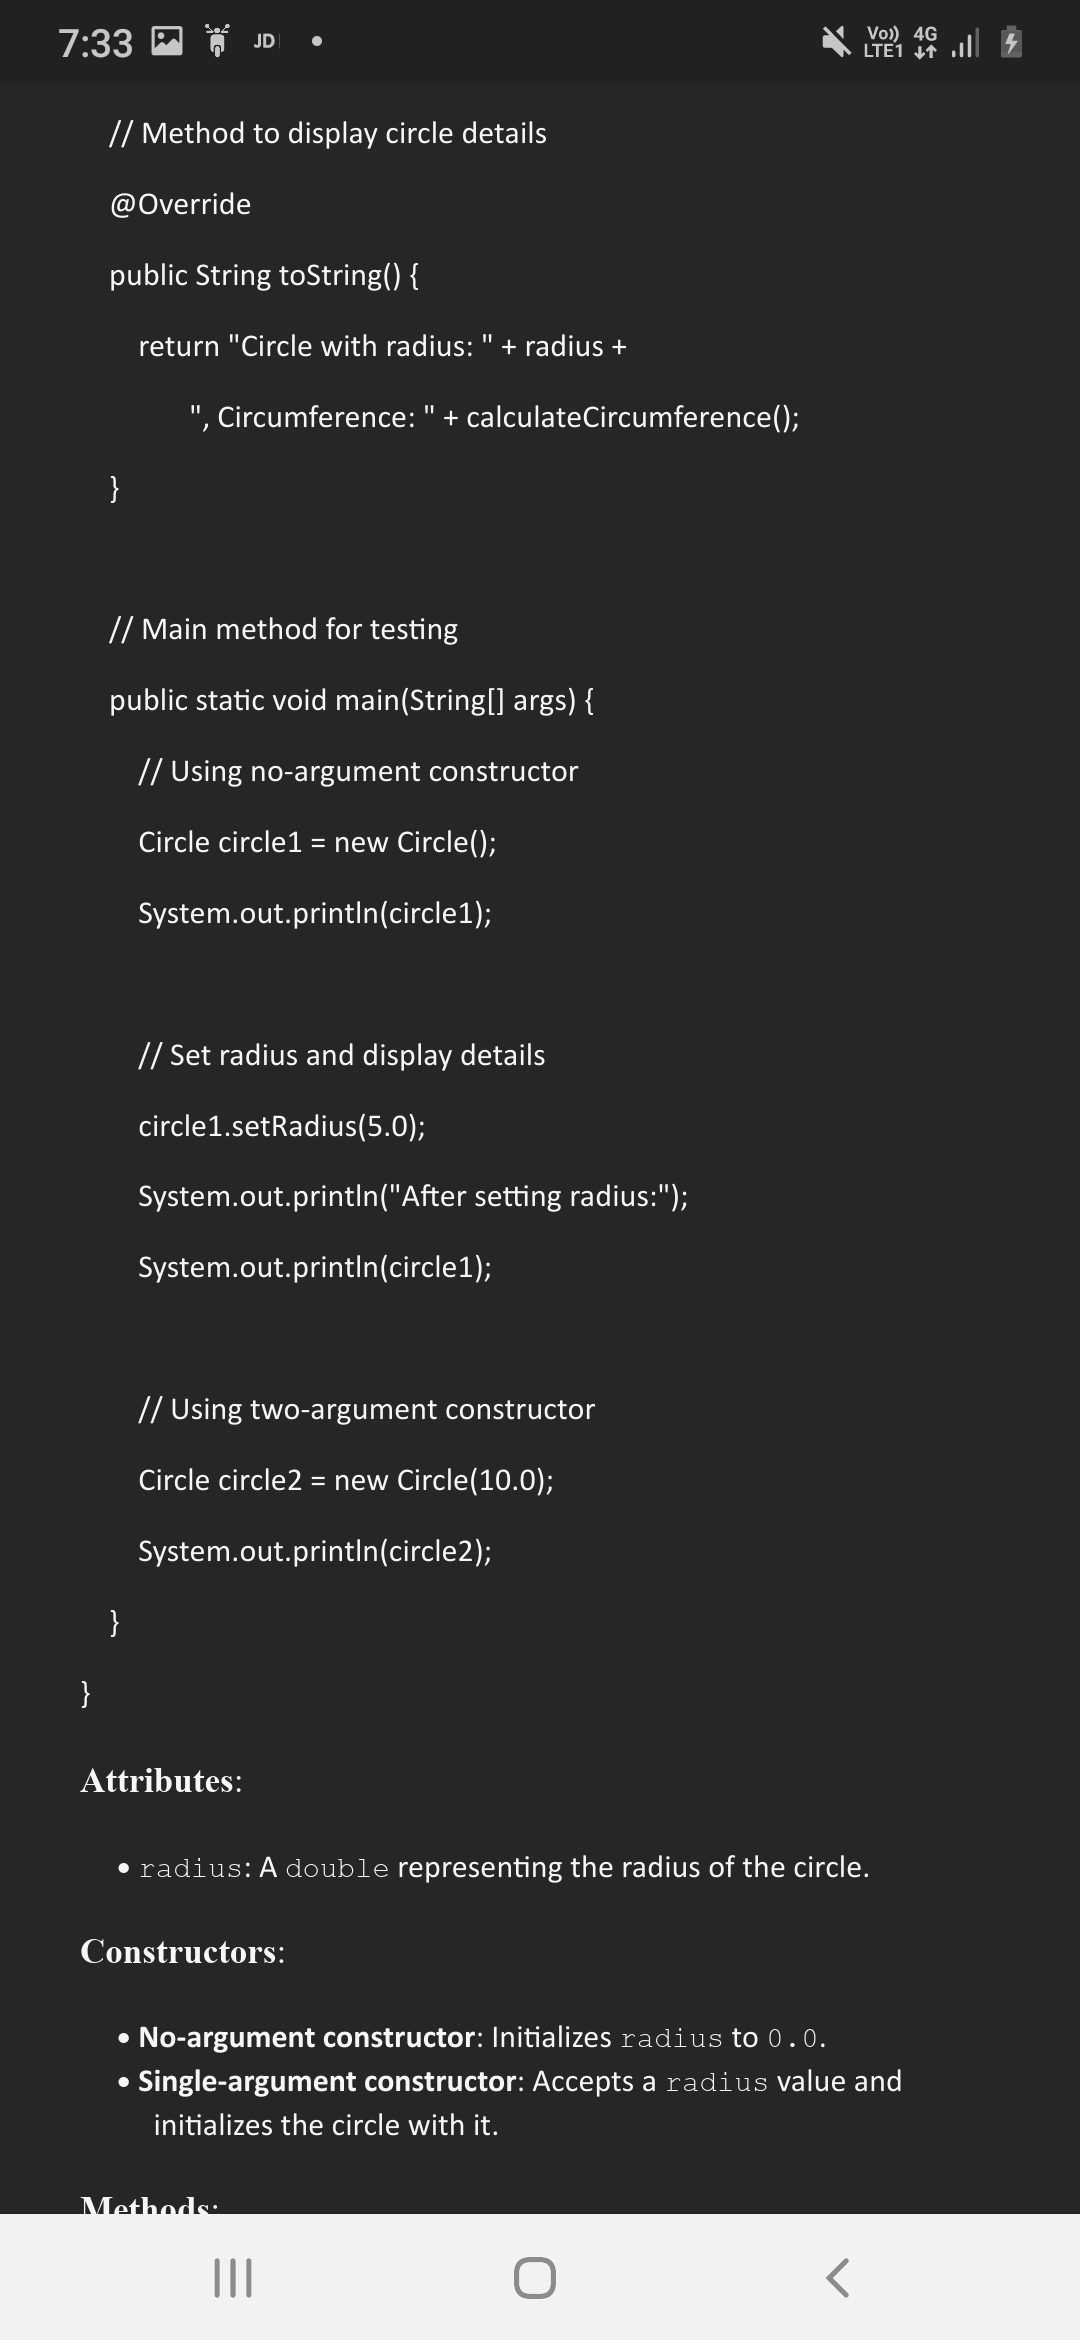 7:33 JD
Vo)) 4G
LTE1
// Method to display circle details
@Override
public String toString() {
return "Circle with radius: " + radius +
", Circumference: " + calculateCircumference();
}
// Main method for testing
public static void main(String[] args) {
// Using no-argument constructor
Circle circle1 = new Circle();
System.out.println(circle1);
// Set radius and display details
circle1.setRadius(5.0);
System.out.println("After setting radius:");
System.out.println(circle1);
// Using two-argument constructor
Circle circle2 = new Circle(10.0);
System.out.println(circle2);
}
}
Attributes:
• radius: A double representing the radius of the circle.
Constructors:
• No-argument constructor: Initializes radius to 0.0.
• Single-argument constructor: Accepts a radius value and
initializes the circle with it.
Methods: